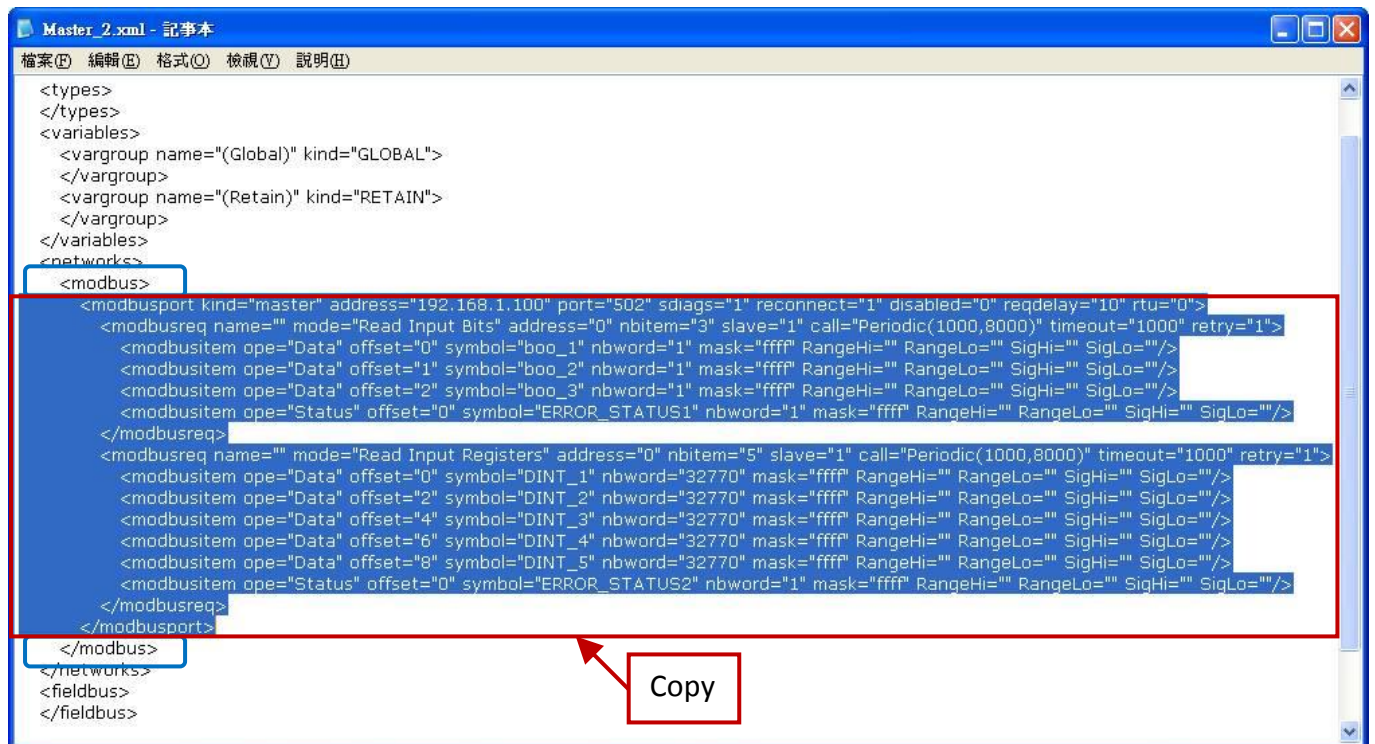 Master_2.xml - 記事本
檔案(F) 編輯(E) 格式(O) 檢視(V) 說明(H)
<types>
</types>
<variables>
<vargroup name="(Global)" kind="GLOBAL">
</vargroup>
<vargroup name="(Retain)" kind="RETAIN">
</vargroup>
</variables>
<networks>
<modbus>
<modbusport kind="master" address="192.168.1.100" port="502" sdiags="1" reconnect="1" disabled="0" reqdelay="10" rtu="0">
<modbusreq name="" mode="Read Input Bits" address="0" nbitem="3" slave="1" call="Periodic(1000,8000)" timeout="1000" retry="1">
<modbusitem ope="Data" offset="0" symbol="boo_1" nbword="1" mask="ffff" RangeHi="" RangeLo="" SigHi="" SigLo=""/>
<modbusitem ope="Data" offset="1" symbol="boo_2" nbword="1" mask="ffff" RangeHi="" RangeLo="" SigHi="" SigLo=""/>
<modbusitem ope="Data" offset="2" symbol="boo_3" nbword="1" mask="ffff" RangeHi="" RangeLo="" SigHi="" SigLo=""/>
<modbusitem ope="Status" offset="0" symbol="ERROR_STATUS1" nbword="1" mask="ffff" RangeHi="" RangeLo="" SigHi="" SigLo=""/>
</modbusreq>
<modbusreq name="" mode="Read Input Registers" address="0" nbitem="5" slave="1" call="Periodic(1000,8000)" timeout="1000" retry="1">
<modbusitem ope="Data" offset="0" symbol="DINT_1" nbword="32770" mask="ffff" RangeHi="" RangeLo="" SigHi="" SigLo=""/>
<modbusitem ope="Data" offset="2" symbol="DINT_2" nbword="32770" mask="ffff" RangeHi="" RangeLo="" SigHi="" SigLo=""/>
<modbusitem ope="Data" offset="4" symbol="DINT_3" nbword="32770" mask="ffff" RangeHi="" RangeLo="" SigHi="" SigLo=""/>
<modbusitem ope="Data" offset="6" symbol="DINT_4" nbword="32770" mask="ffff" RangeHi="" RangeLo="" SigHi="" SigLo=""/>
<modbusitem ope="Data" offset="8" symbol="DINT_5" nbword="32770" mask="ffff" RangeHi="" RangeLo="" SigHi="" SigLo=""/>
<modbusitem ope="Status" offset="0" symbol="ERROR_STATUS2" nbword="1" mask="ffff" RangeHi="" RangeLo="" SigHi="" SigLo=""/>
</modbusreq>
</modbusport>
</modbus>
</networks>
<fieldbus>
</fieldbus>
Copy